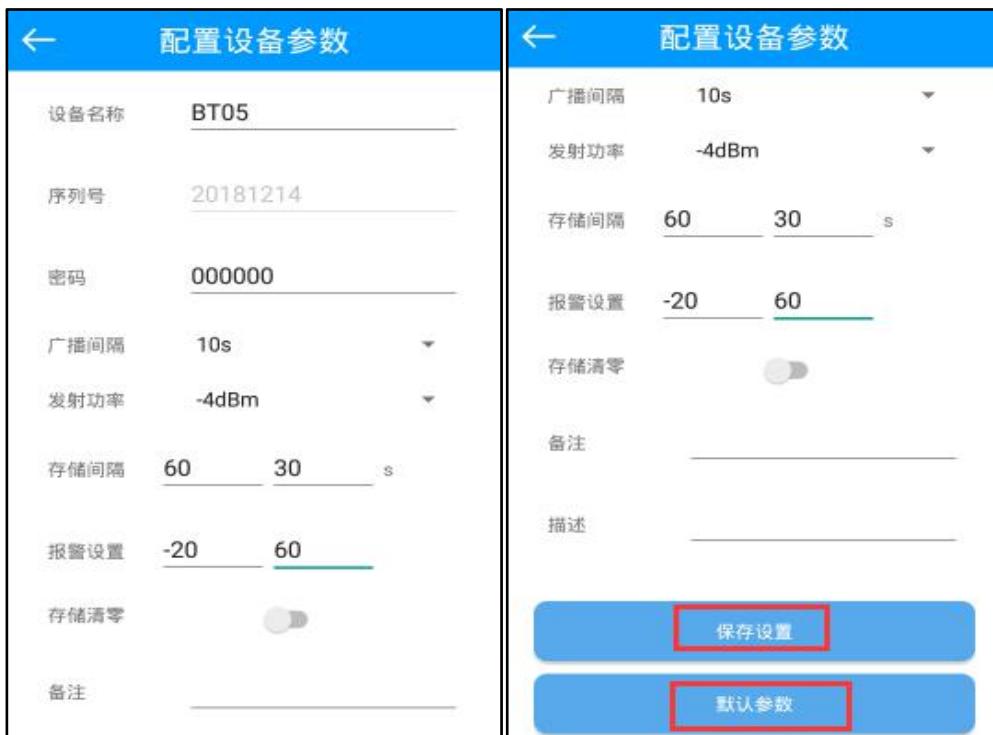 配置设备参数
设备名称 BT05
序列号 20181214
密码 000000
广播间隔 10s
发射功率 -4dBm
存储间隔 60 30 s
报警设置 -20 60
存储清零
备注
配置设备参数
广播间隔 10s
发射功率 -4dBm
存储间隔 60 30 s
报警设置 -20 60
存储清零
备注
描述
保存设置
默认参数